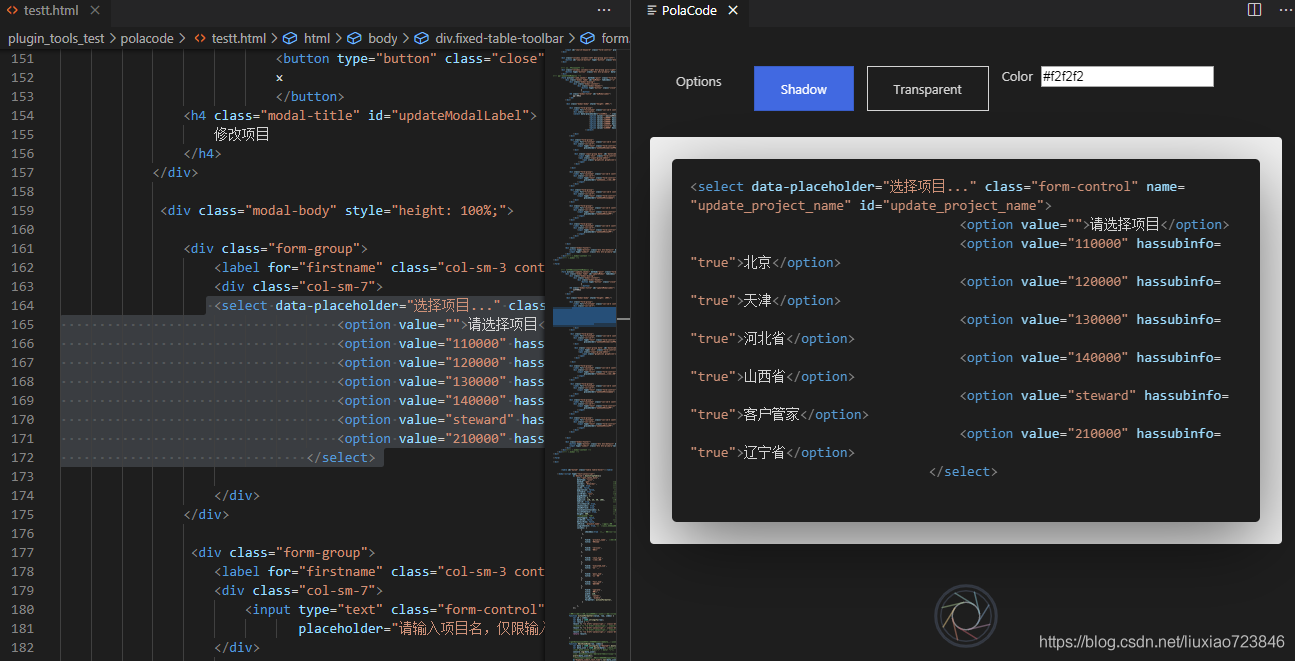 testt.html
plugin_tools_test > polacode > testt.html > html > body > div.fixed-table-toolbar > form.
151 <button type="button" class="close"
152 x
153 </button>
154 <h4 class="modal-title" id="updateModalLabel">
155 修改项目
156 </h4>
157 </div>
158
159 <div class="modal-body" style="height: 100%;">
160
161 <div class="form-group">
162 <label for="firstname" class="col-sm-3 cont
163 <div class="col-sm-7">
164 <select data-placeholder="选择项目..." class
165 <option value="">请选择项目<
166 <option value="110000" hass
167 <option value="120000" hass
168 <option value="130000" hass
169 <option value="140000" hass
170 <option value="steward" has
171 <option value="210000" hass
172 </select>
173
174 </div>
175 </div>
176
177 <div class="form-group">
178 <label for="firstname" class="col-sm-3 cont
179 <div class="col-sm-7">
180 <input type="text" class="form-control"
181 placeholder="请输入项目名，仅限输入
182 </div>
PolaCode
Options Shadow Transparent Color #f2f2f2
<select data-placeholder="选择项目..." class="form-control" name=
"update_project_name" id="update_project_name">
<option value="">请选择项目</option>
<option value="110000" hassubinfo=
"true">北京</option>
<option value="120000" hassubinfo=
"true">天津</option>
<option value="130000" hassubinfo=
"true">河北省</option>
<option value="140000" hassubinfo=
"true">山西省</option>
<option value="steward" hassubinfo=
"true">客户管家</option>
<option value="210000" hassubinfo=
"true">辽宁省</option>
</select>
https://blog.csdn.net/liuxiao723846